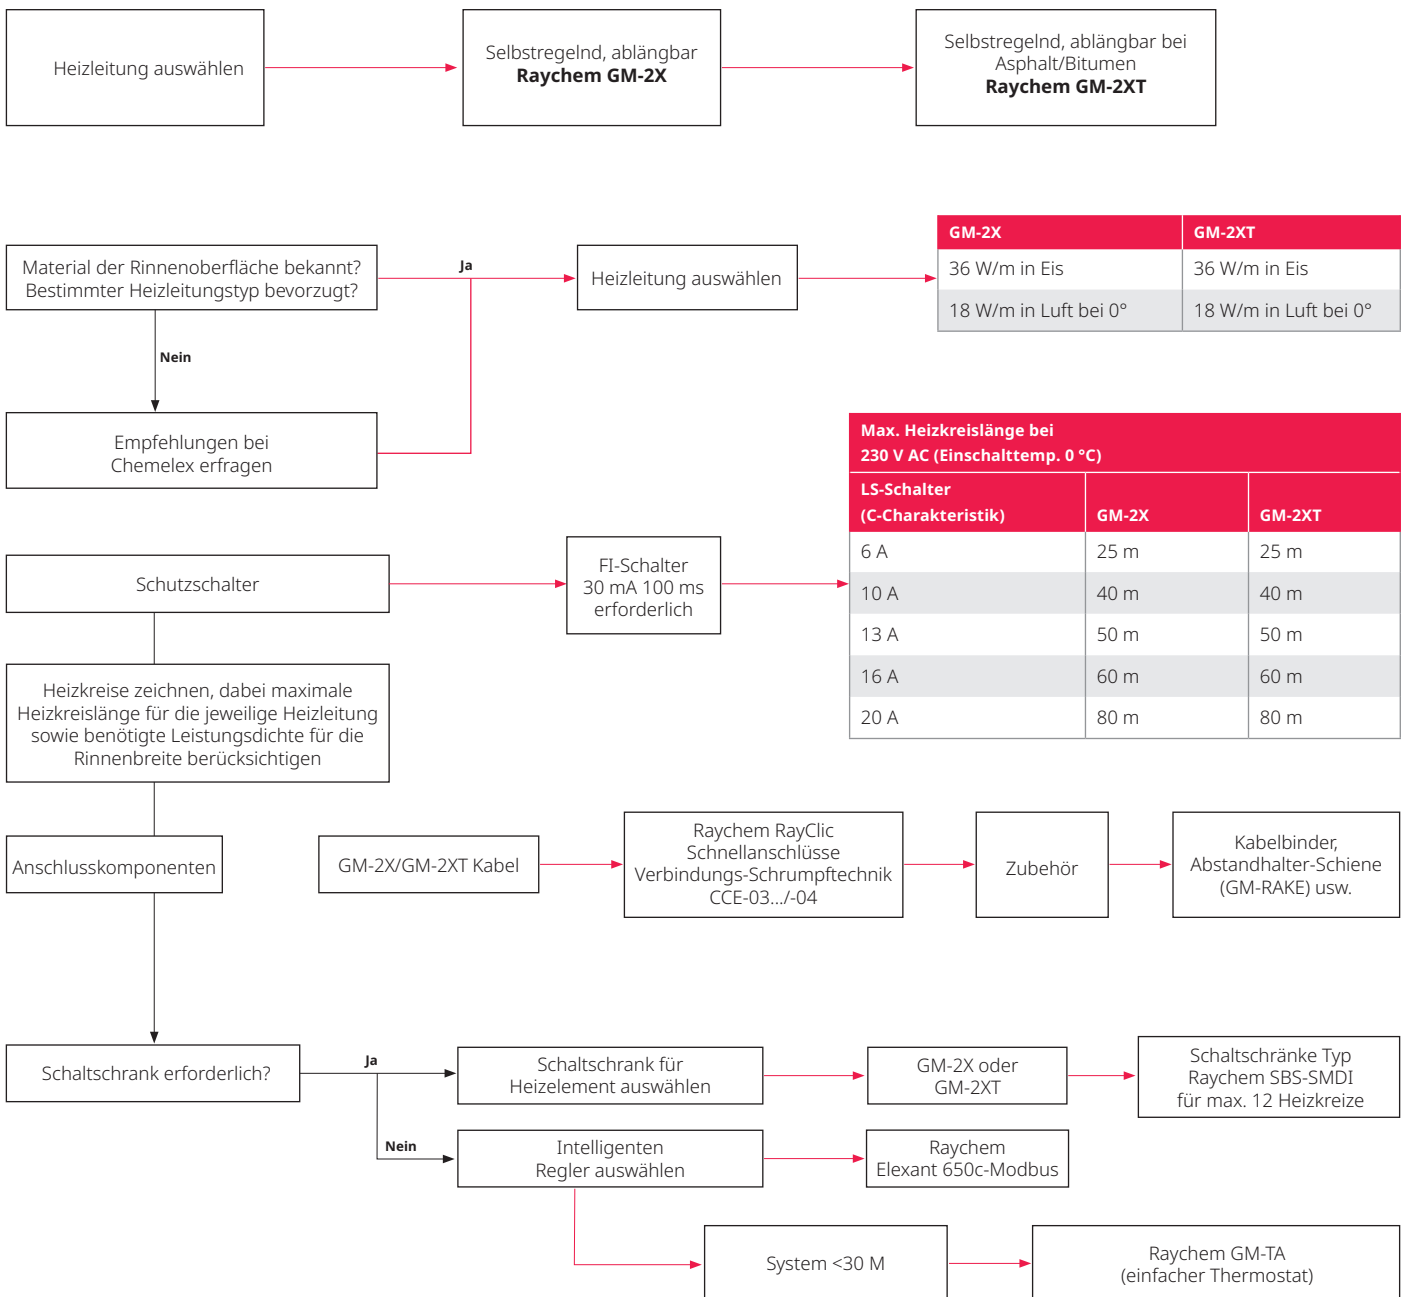 Heizleitung auswählen
Selbstregelnd, ablängbar
Raychem GM-2X
Selbstregelnd, ablängbar bei
Asphalt/Bitumen
Raychem GM-2XT
Material der Rinnenoberfläche bekannt?
Bestimmter Heizleitungstyp bevorzugt?
Ja
Heizleitung auswählen
GM-2X GM-2XT
36 W/m in Eis 36 W/m in Eis
18 W/m in Luft bei 0° 18 W/m in Luft bei 0°
Nein
Empfehlungen bei
Chemelex erfragen
Schutzschalter
FI-Schalter
30 mA 100 ms
erforderlich
Max. Heizkreislänge bei
230 V AC (Einschalttemp. 0 °C)
LS-Schalter
(C-Charakteristik) GM-2X GM-2XT
6 A 25 m 25 m
10 A 40 m 40 m
13 A 50 m 50 m
16 A 60 m 60 m
20 A 80 m 80 m
Heizkreise zeichnen, dabei maximale
Heizkreislänge für die jeweilige Heizleitung
sowie benötigte Leistungsdichte für die
Rinnenbreite berücksichtigen
Anschlusskomponenten
GM-2X/GM-2XT Kabel
Raychem RayClic
Schnellanschlüsse
Verbindungs-Schrumpftechnik
CCE-03.../-04
Zubehör
Kabelbinder,
Abstandhalter-Schiene
(GM-RAKE) usw.
Schaltschrank erforderlich?
Ja
Schaltschrank für
Heizelement auswählen
GM-2X oder
GM-2XT
Schaltschränke Typ
Raychem SBS-SMDI
für max. 12 Heizkreize
Nein
Intelligenten
Regler auswählen
Raychem
Elexant 650c-Modbus
System <30 M
Raychem GM-TA
(einfacher Thermostat)